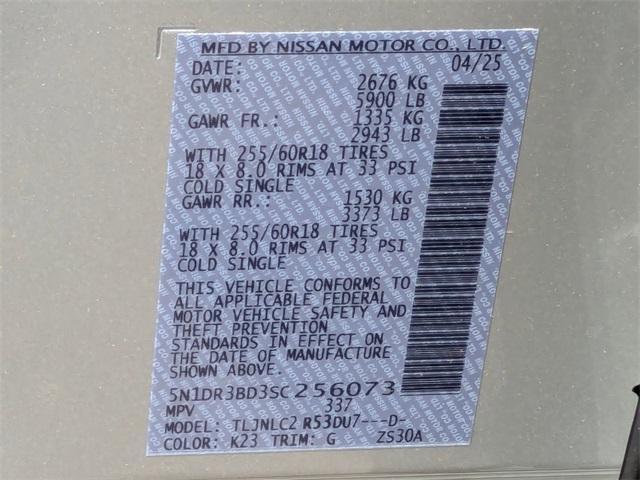 MFD BY NISSAN MOTOR CO., LTD.
DATE: 04/25
GVWR: 2676 KG
5900 LB
GAWR FR.: 1335 KG
2943 LB
WITH 255/60R18 TIRES
18 X 8.0 RIMS AT 33 PSI
COLD SINGLE
GAWR RR.: 1530 KG
3373 LB
WITH 255/60R18 TIRES
18 X 8.0 RIMS AT 33 PSI
COLD SINGLE
THIS VEHICLE CONFORMS TO
ALL APPLICABLE FEDERAL
MOTOR VEHICLE SAFETY AND
THEFT PREVENTION
STANDARDS IN EFFECT ON
THE DATE OF MANUFACTURE
SHOWN ABOVE.
5N1DR3BD3SC256073
MPV 337
MODEL: TLJNLC2 R53DU7---D-
COLOR: K23 TRIM: G ZS30A